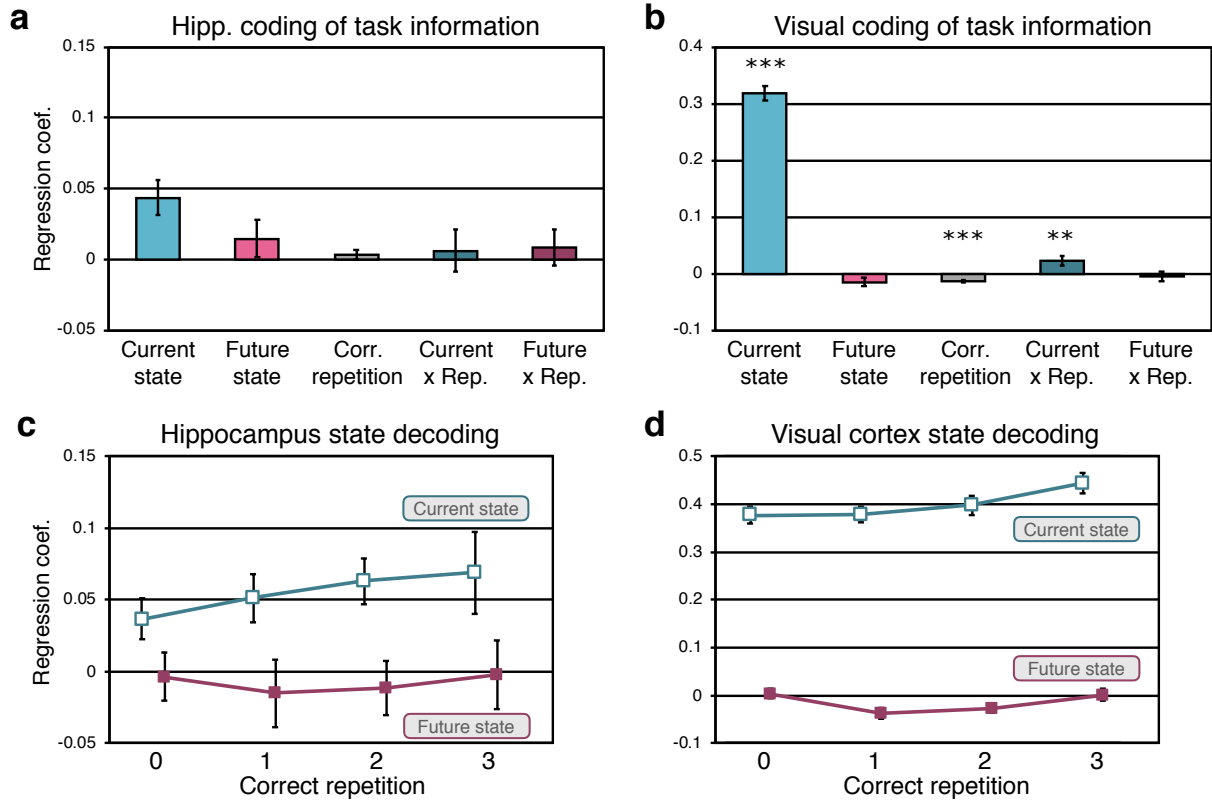 a
Hipp. coding of task information
0.15
0.1
0.05
0
-0.05
Regression coef.
Current state
Future state
Corr. repetition
Current x Rep.
Future x Rep.
b
Visual coding of task information
0.4
0.3
0.2
0.1
0
-0.1
***
***
**
Current state
Future state
Corr. repetition
Current x Rep.
Future x Rep.
c
Hippocampus state decoding
0.15
0.1
0.05
0
-0.05
Regression coef.
Current state
Future state
0 1 2 3
Correct repetition
d
Visual cortex state decoding
0.5
0.4
0.3
0.2
0.1
0
-0.1
Current state
Future state
0 1 2 3
Correct repetition